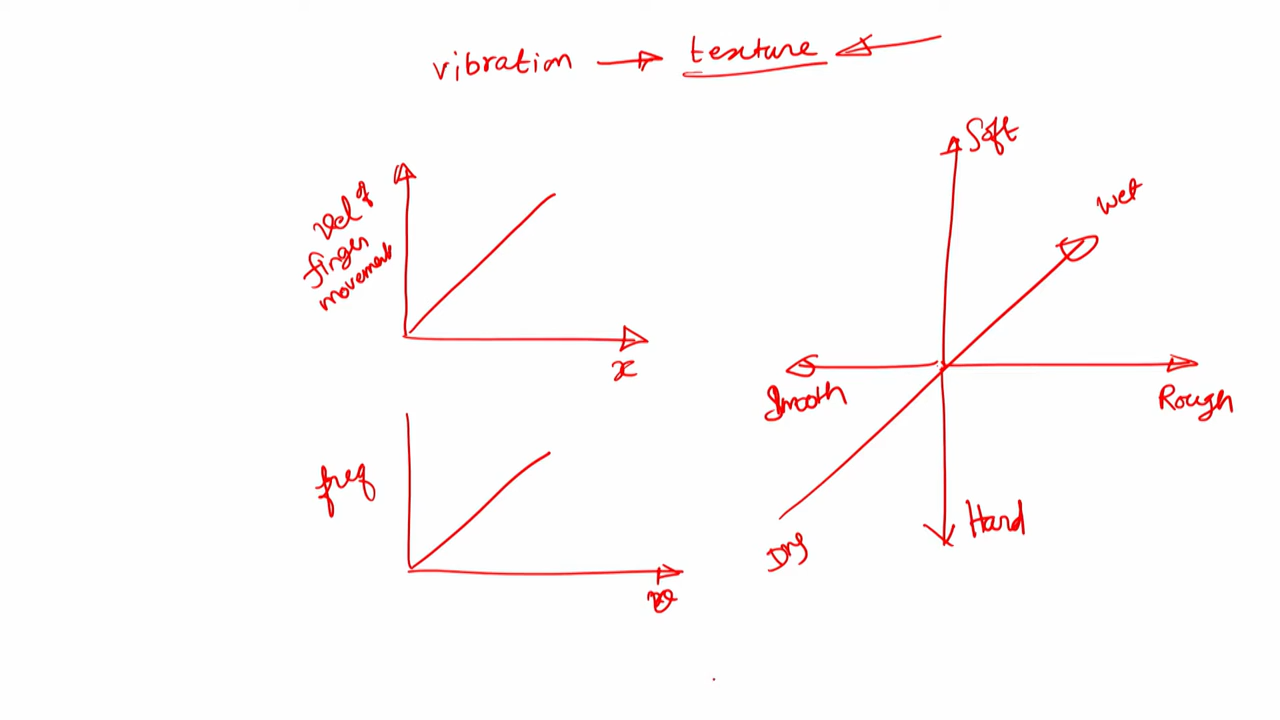 vibration → texture ←
Vel of
finger
movement
x
freq
v
Soft
Wet
Smooth
Rough
Hard
Dry